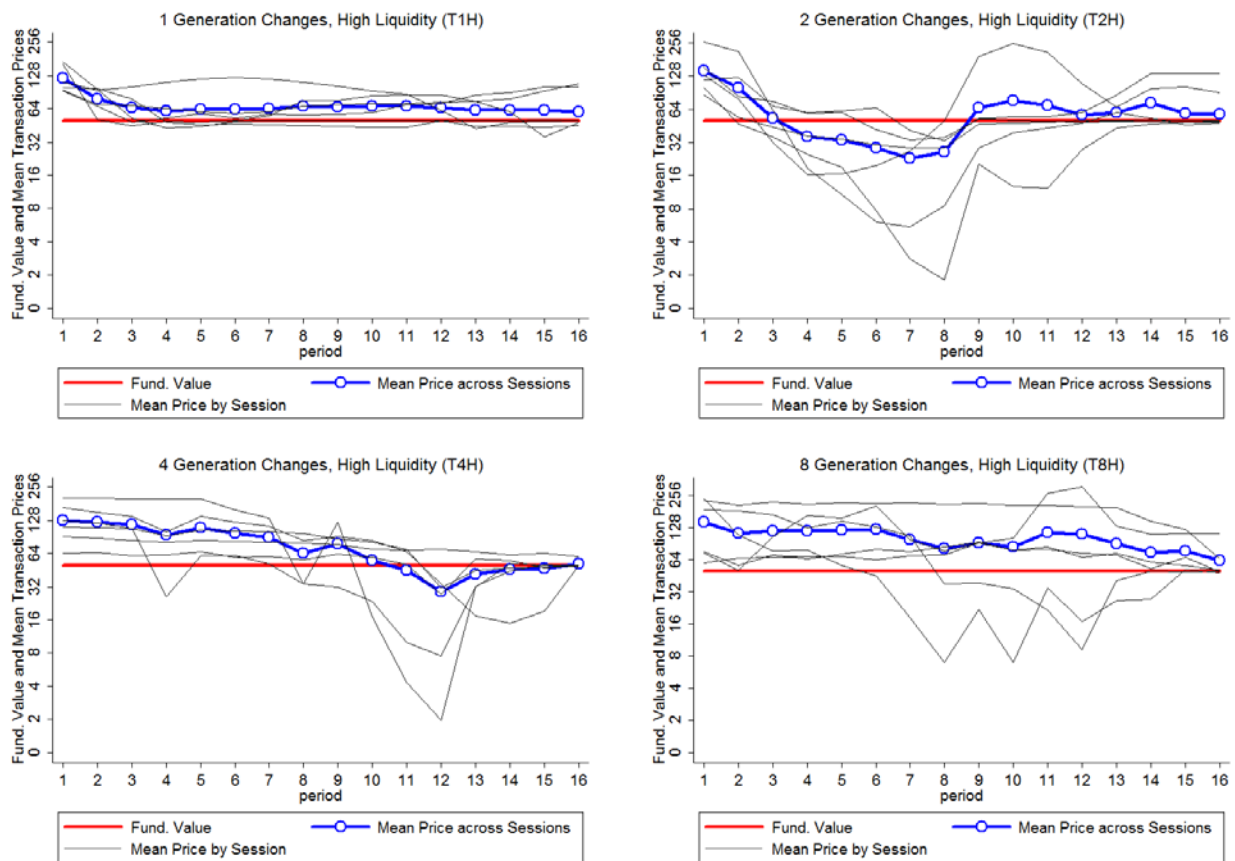 1 Generation Changes, High Liquidity (T1H)
Fund. Value and Mean Transaction Prices
256
128
64
32
16
8
4
2
0
1 2 3 4 5 6 7 8 9 10 11 12 13 14 15 16
period
Fund. Value
Mean Price across Sessions
Mean Price by Session
2 Generation Changes, High Liquidity (T2H)
Fund. Value and Mean Transaction Prices
256
128
64
32
16
8
4
2
0
1 2 3 4 5 6 7 8 9 10 11 12 13 14 15 16
period
Fund. Value
Mean Price across Sessions
Mean Price by Session
4 Generation Changes, High Liquidity (T4H)
Fund. Value and Mean Transaction Prices
256
128
64
32
16
8
4
2
0
1 2 3 4 5 6 7 8 9 10 11 12 13 14 15 16
period
Fund. Value
Mean Price across Sessions
Mean Price by Session
8 Generation Changes, High Liquidity (T8H)
Fund. Value and Mean Transaction Prices
256
128
64
32
16
8
4
2
0
1 2 3 4 5 6 7 8 9 10 11 12 13 14 15 16
period
Fund. Value
Mean Price across Sessions
Mean Price by Session